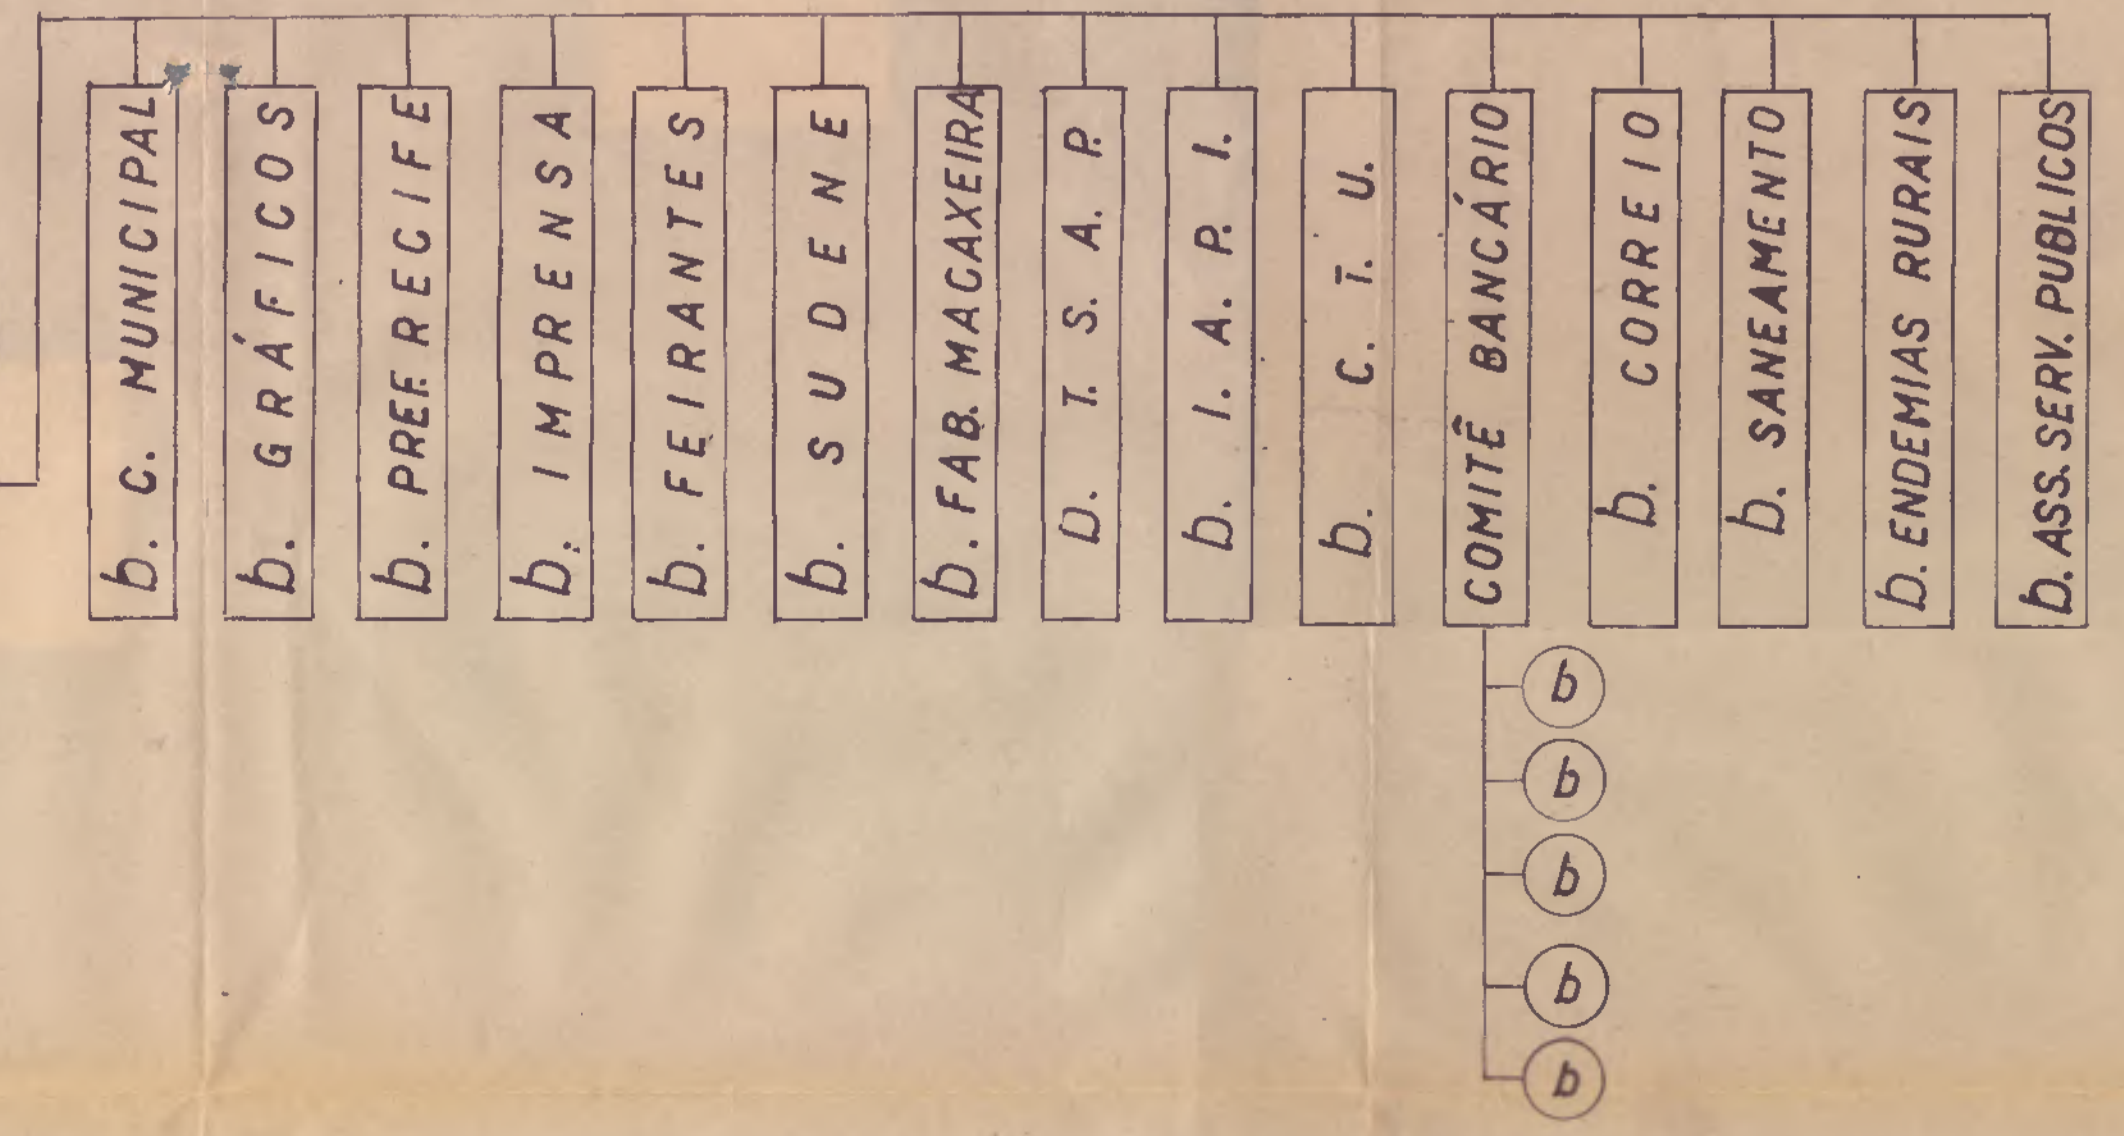 b. C. MUNICIPAL
b. GRÁFICOS
b. PREF. RECIFE
b. IMPRENSA
b. FEIRANTES
b. SUDENE
b. FAB. MACAXEIRA
D. T. S. A. P.
b. I. A. P. I.
b. C. T. U.
COMITÊ BANCÁRIO
b. CORREIO
b. SANEAMENTO
b. ENDEMIAS RURAIS
b. ASS. SERV. PUBLICOS
b
b
b
b
b